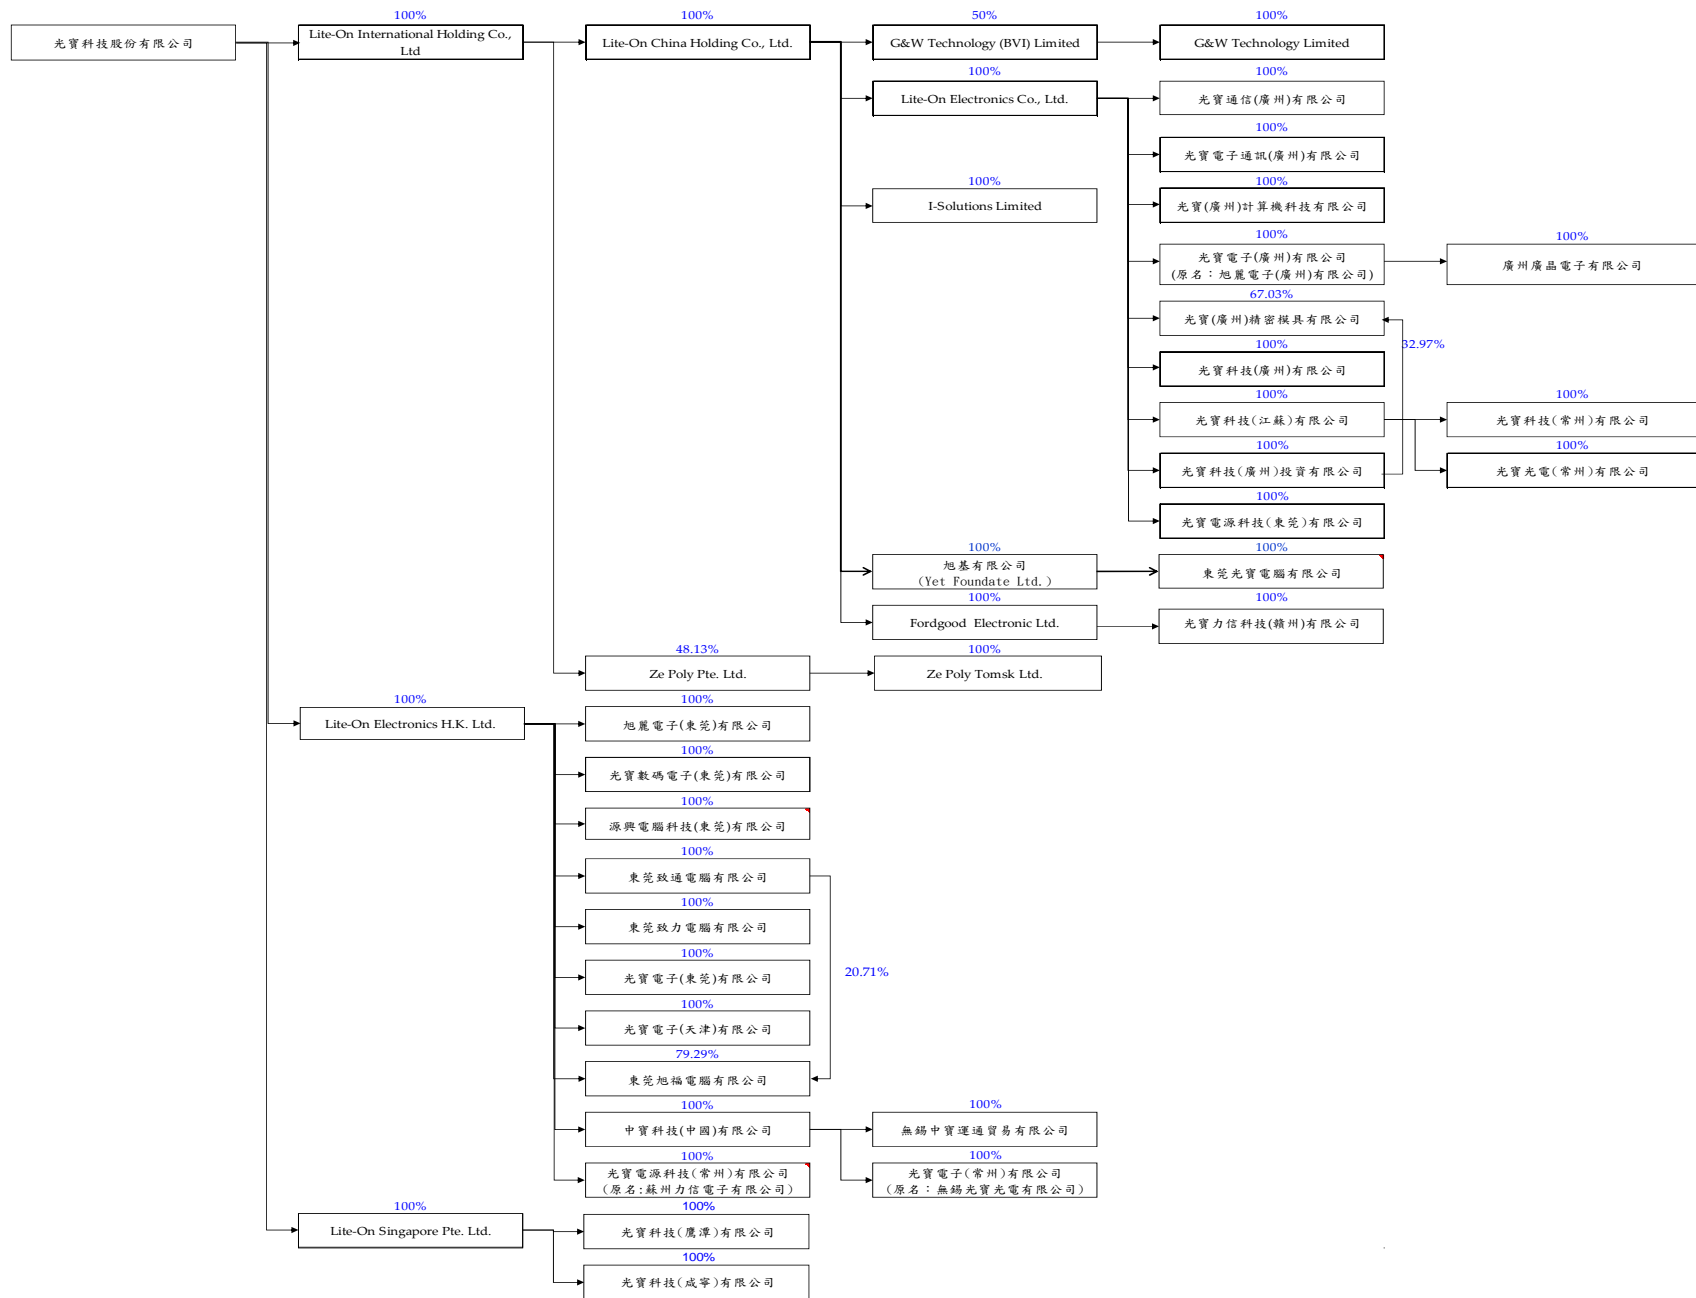 100%
100%
50%
100%
光寶科技股份有限公司
Lite-On International Holding Co.,
Ltd
Lite-On China Holding Co., Ltd.
G&W Technology (BVI) Limited
G&W Technology Limited
100%
100%
Lite-On Electronics Co., Ltd.
光寶通信(廣州)有限公司
100%
光寶電子通訊(廣州)有限公司
100%
100%
I-Solutions Limited
光寶(廣州)計算機科技有限公司
100%
100%
光寶電子(廣州)有限公司
(原名：旭麗電子(廣州)有限公司)
廣州廣晶電子有限公司
67.03%
光寶(廣州)精密模具有限公司
32.97%
100%
光寶科技(廣州)有限公司
100%
100%
光寶科技(江蘇)有限公司
光寶科技(常州)有限公司
100%
100%
光寶科技(廣州)投資有限公司
光寶光電(常州)有限公司
100%
光寶電源科技(東莞)有限公司
100%
100%
旭基有限公司
(Yet Foundate Ltd.)
東莞光寶電腦有限公司
100%
100%
Fordgood Electronic Ltd.
光寶力信科技(贛州)有限公司
48.13%
100%
Ze Poly Pte. Ltd.
Ze Poly Tomsk Ltd.
100%
100%
Lite-On Electronics H.K. Ltd.
旭麗電子(東莞)有限公司
100%
光寶數碼電子(東莞)有限公司
100%
源興電腦科技(東莞)有限公司
100%
東莞致通電腦有限公司
100%
東莞致力電腦有限公司
100%
光寶電子(東莞)有限公司
20.71%
100%
光寶電子(天津)有限公司
79.29%
東莞旭福電腦有限公司
100%
100%
中寶科技(中國)有限公司
無錫中寶運通貿易有限公司
100%
100%
光寶電源科技(常州)有限公司
(原名:蘇州力信電子有限公司)
光寶電子(常州)有限公司
(原名：無錫光寶光電有限公司)
100%
100%
Lite-On Singapore Pte. Ltd.
光寶科技(鷹潭)有限公司
100%
光寶科技(咸寧)有限公司